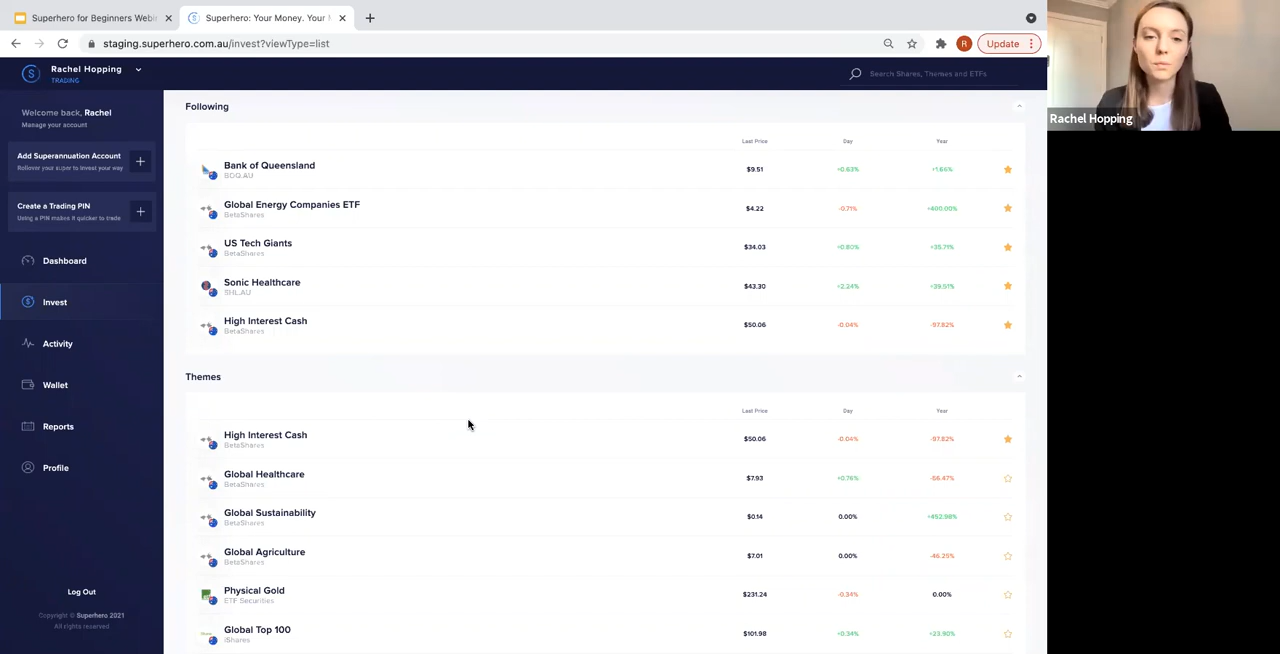 Superhero for Beginners Webi
Superhero: Your Money. Your
staging.superhero.com.au/invest?viewType=list
R
Update
Rachel Hopping
TRADING
Search Shares, Themes and ETFs
Rachel Hopping
Welcome back, Rachel
Manage your account
Add Superannuation Account
Rollover your super to invest your way
Create a Trading PIN
Using a PIN makes it quicker to trade
Dashboard
Invest
Activity
Wallet
Reports
Profile
Log Out
Copyright © Superhero 2021
All rights reserved.
Following
Last Price Day Year
Bank of Queensland $9.51 +0.63% +1.66%
BOQ.AU
Global Energy Companies ETF $4.22 -0.71% +400.00%
BetaShares
US Tech Giants $34.03 +0.80% +35.71%
BetaShares
Sonic Healthcare $43.30 +2.24% +39.51%
SHL.AU
High Interest Cash $50.06 -0.04% -97.82%
BetaShares
Themes
Last Price Day Year
High Interest Cash $50.06 -0.04% -97.82%
BetaShares
Global Healthcare $7.93 +0.76% -56.47%
BetaShares
Global Sustainability $0.14 0.00% +492.98%
BetaShares
Global Agriculture $7.01 0.00% -46.25%
BetaShares
Physical Gold $231.24 -0.34% 0.00%
ETF Securities
Global Top 100 $101.98 +0.34% +23.90%
iShares